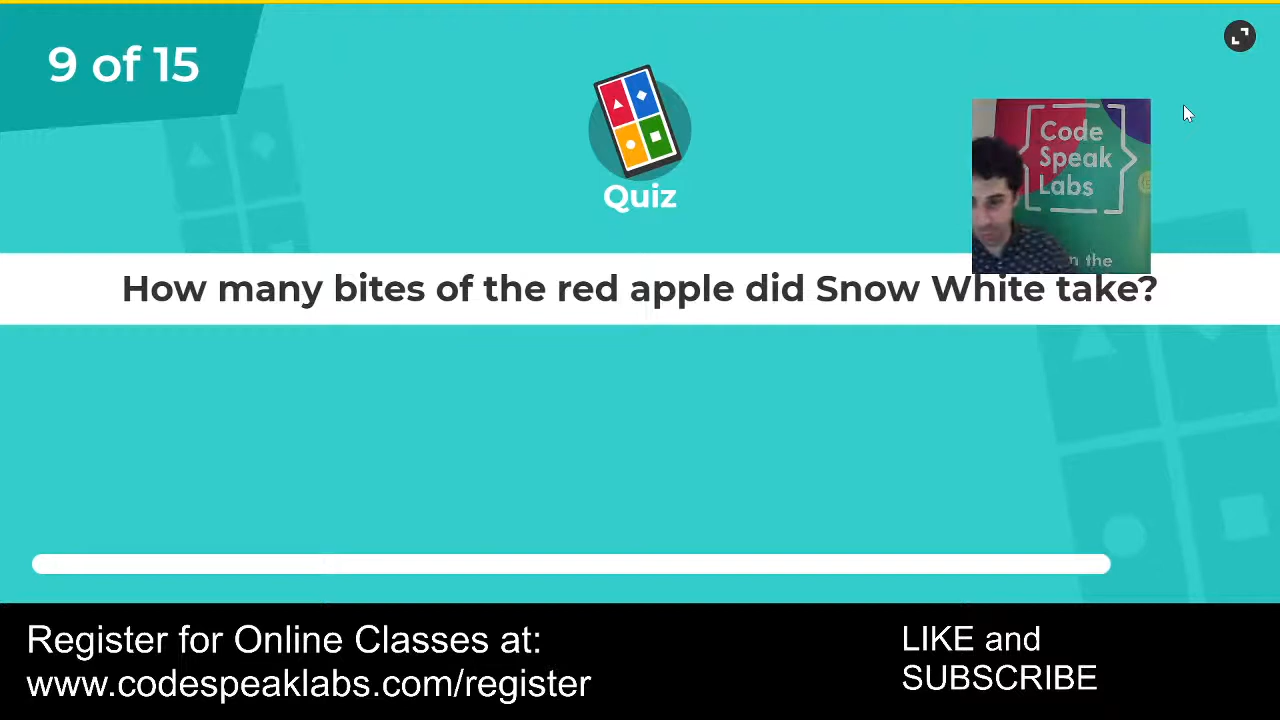 9 of 15
Quiz
Code
Speak
Labs
n the
How many bites of the red apple did Snow White take?
Register for Online Classes at:
www.codespeaklabs.com/register
LIKE and
SUBSCRIBE